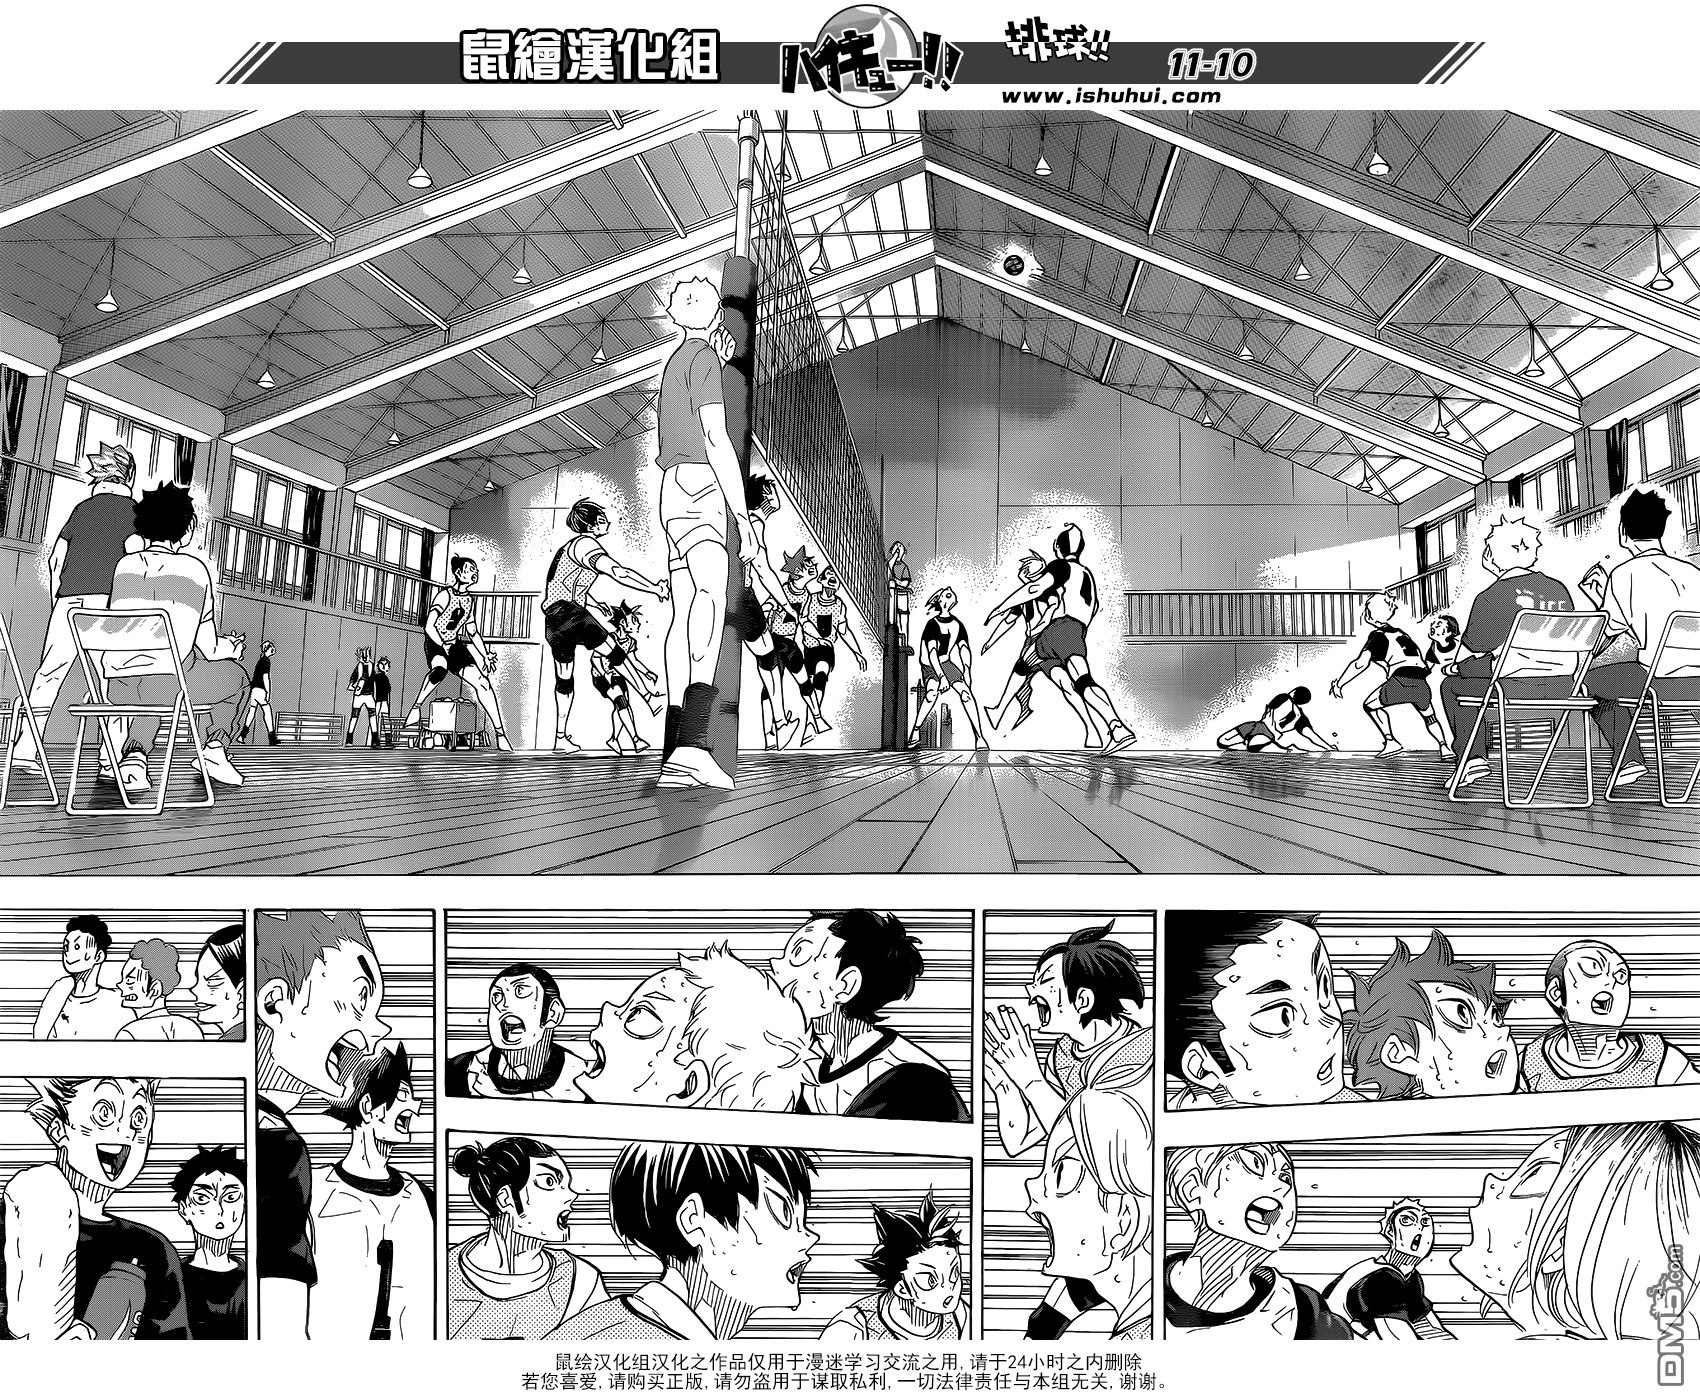 鼠繪漢化組
ハイキュー!!
排球!!
11-10
www.ishuhui.com
DM5.com
鼠绘汉化组汉化之作品仅用于漫迷学习交流之用,请于24小时之内删除
若您喜爱,请购买正版,请勿盗用于谋取私利,一切法律责任与本组无关,谢谢。